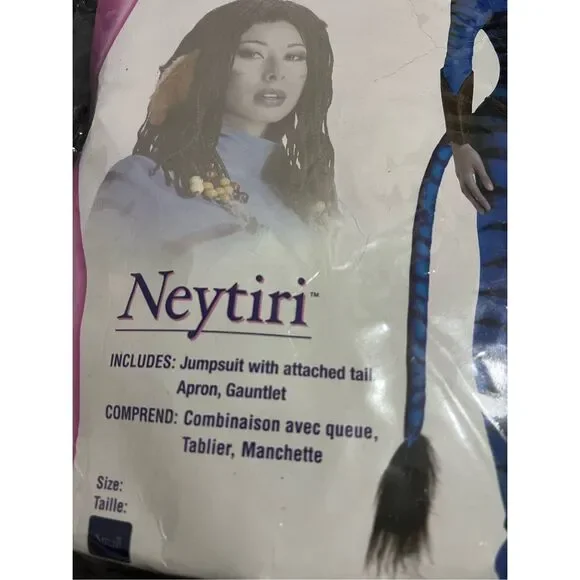 Neytiri™
INCLUDES: Jumpsuit with attached tail,
Apron, Gauntlet
COMPREND: Combinaison avec queue,
Tablier, Manchette
Size:
Taille: